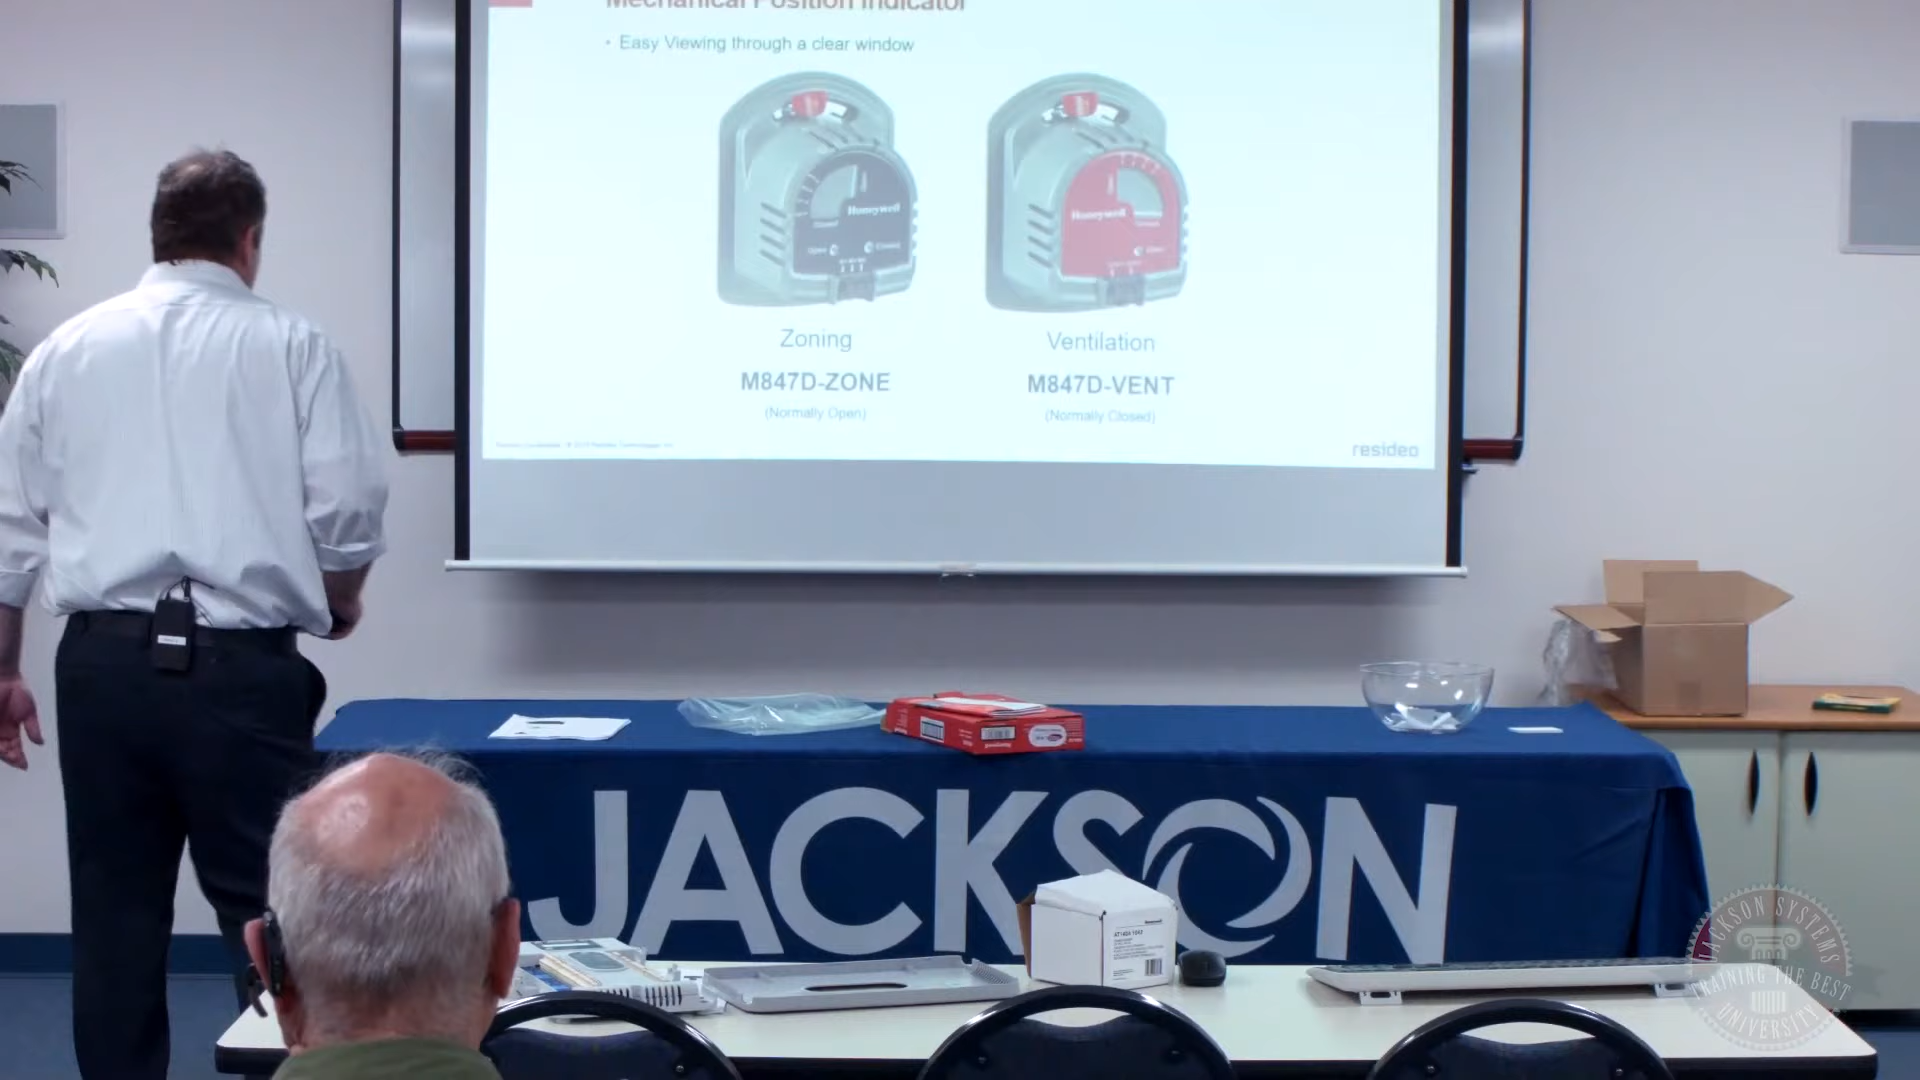 Mechanical Position Indicator
• Easy Viewing through a clear window
Honeywell
Honeywell
Zoning
Ventilation
M847D-ZONE
M847D-VENT
(Normally Open)
(Normally Closed)
resideo
JACKSON
JACKSON SYSTEMS
TRAINING THE BEST
UNIVERSITY